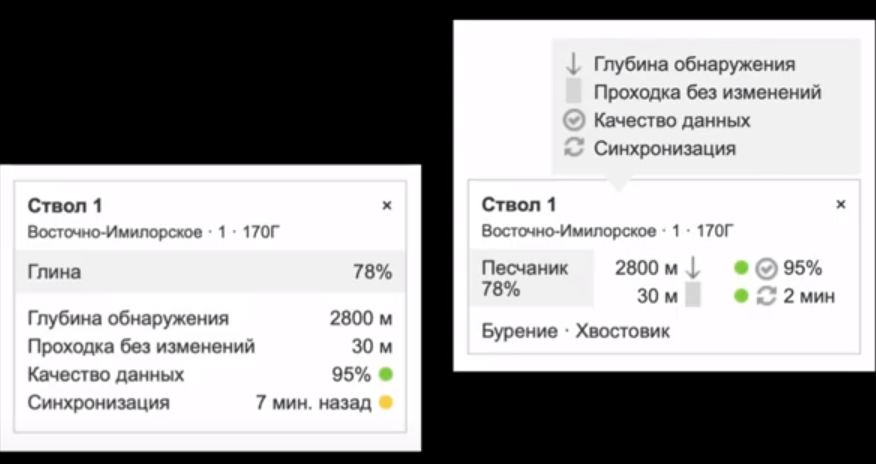 Ствол 1 ×
Восточно-Имилорское · 1 · 170Г
Глина 78%
Глубина обнаружения 2800 м
Проходка без изменений 30 м
Качество данных 95%
Синхронизация 7 мин. назад
Глубина обнаружения
Проходка без изменений
Качество данных
Синхронизация
Ствол 1 ×
Восточно-Имилорское · 1 · 170Г
Песчаник 2800 м 95%
78% 30 м 2 мин
Бурение · Хвостовик